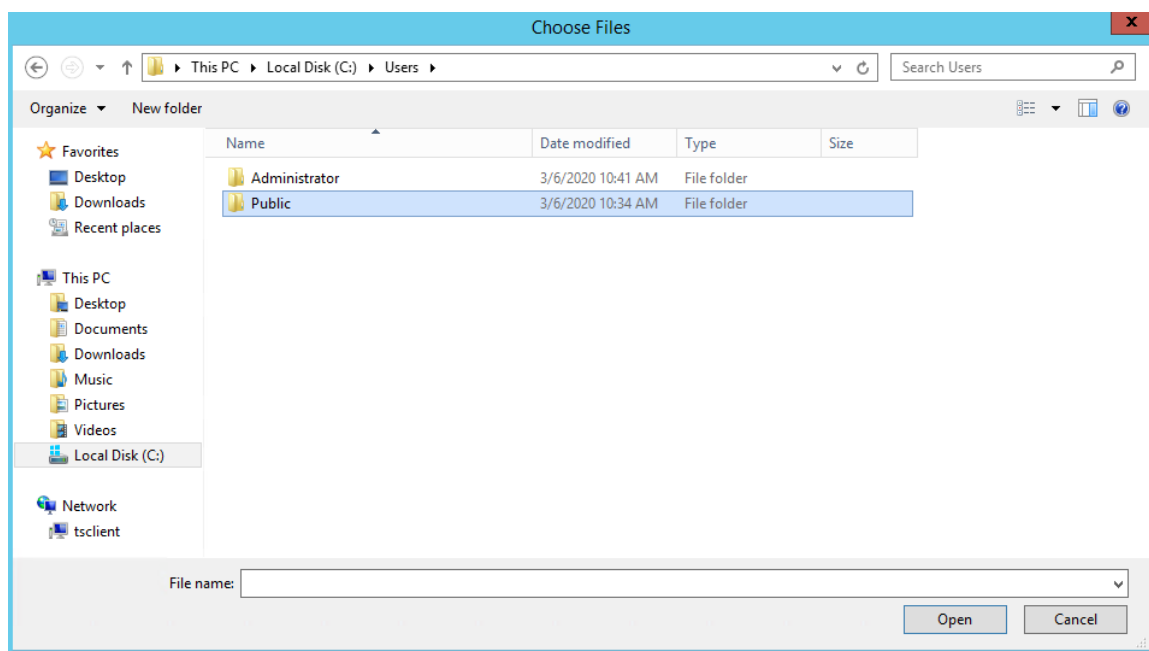 Choose Files
x
This PC Local Disk (C:) Users
Search Users
Organize New folder
Favorites
Desktop
Downloads
Recent places
This PC
Desktop
Documents
Downloads
Music
Pictures
Videos
Local Disk (C:)
Network
tsclient
Name Date modified Type Size
Administrator 3/6/2020 10:41 AM File folder
Public 3/6/2020 10:34 AM File folder
File name:
Open Cancel